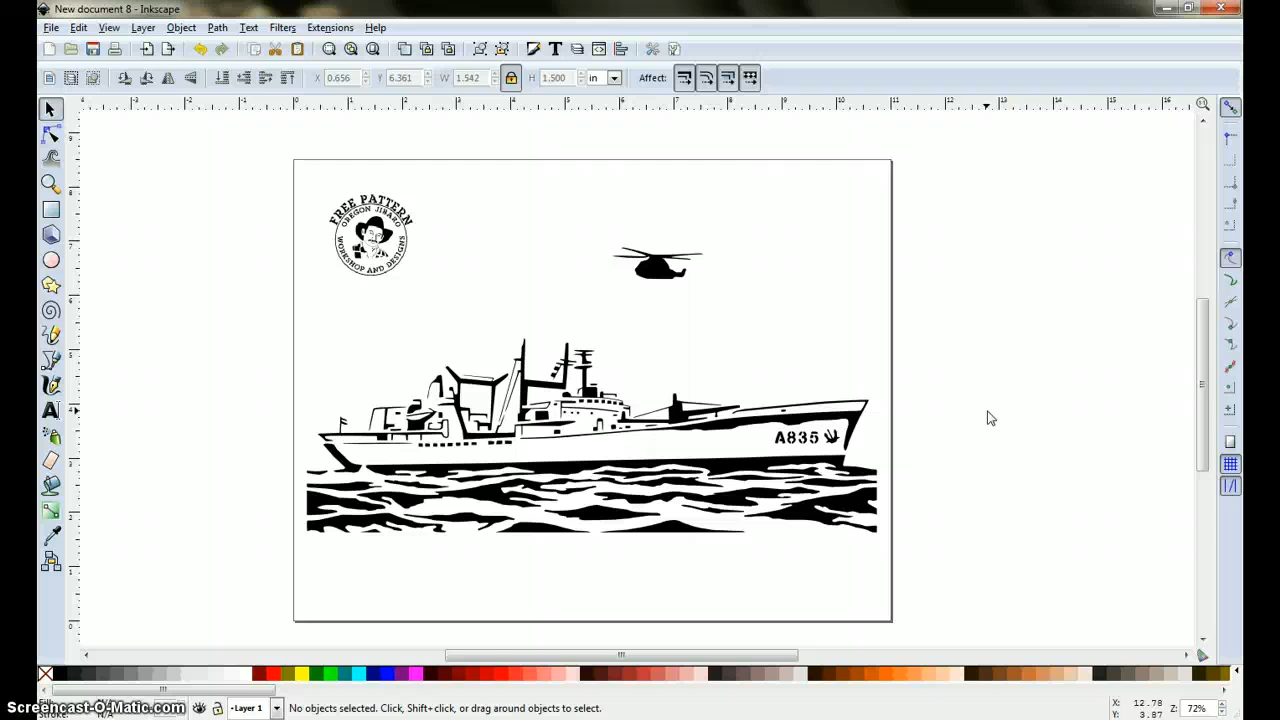 New document 8 - Inkscape
File Edit View Layer Object Path Text Filters Extensions Help
X 0.656 Y 6.361 W 1.542 H 1.500 in Affect:
FREE PATTERN
OREGON JIBARO
WORKSHOP AND DESIGNS
A835
Layer 1 No objects selected. Click, Shift+click, or drag around objects to select.
X: 12.78
Y: 3.87
Z: 72%
Stroke: N/A
Screencast-O-Matic.com